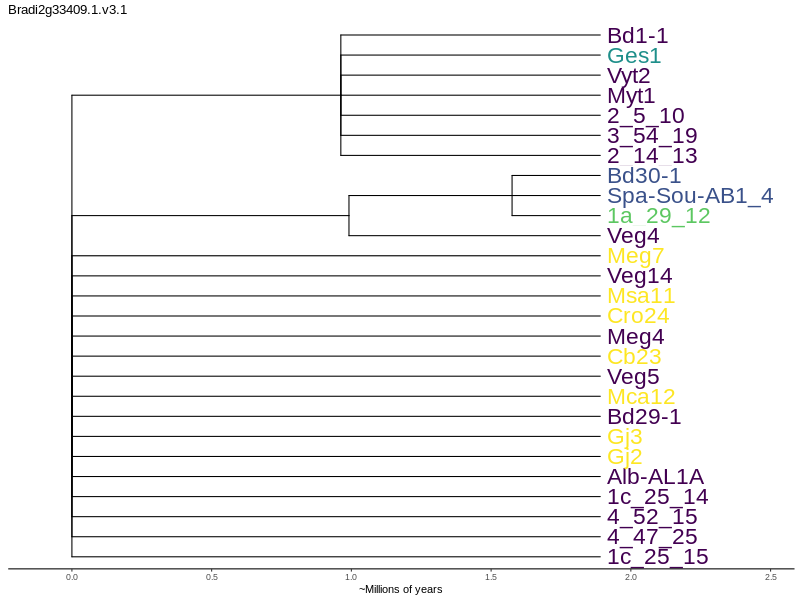 Bradi2g33409.1.v3.1
Bd1-1
Ges1
Vyt2
Myt1
2_5_10
3_54_19
2_14_13
Bd30-1
Spa-Sou-AB1_4
1a_29_12
Veg4
Meg7
Veg14
Msa11
Cro24
Meg4
Cb23
Veg5
Mca12
Bd29-1
Gj3
Gj2
Alb-AL1A
1c_25_14
4_52_15
4_47_25
1c_25_15
0.0 0.5 1.0 1.5 2.0 2.5
~Millions of years